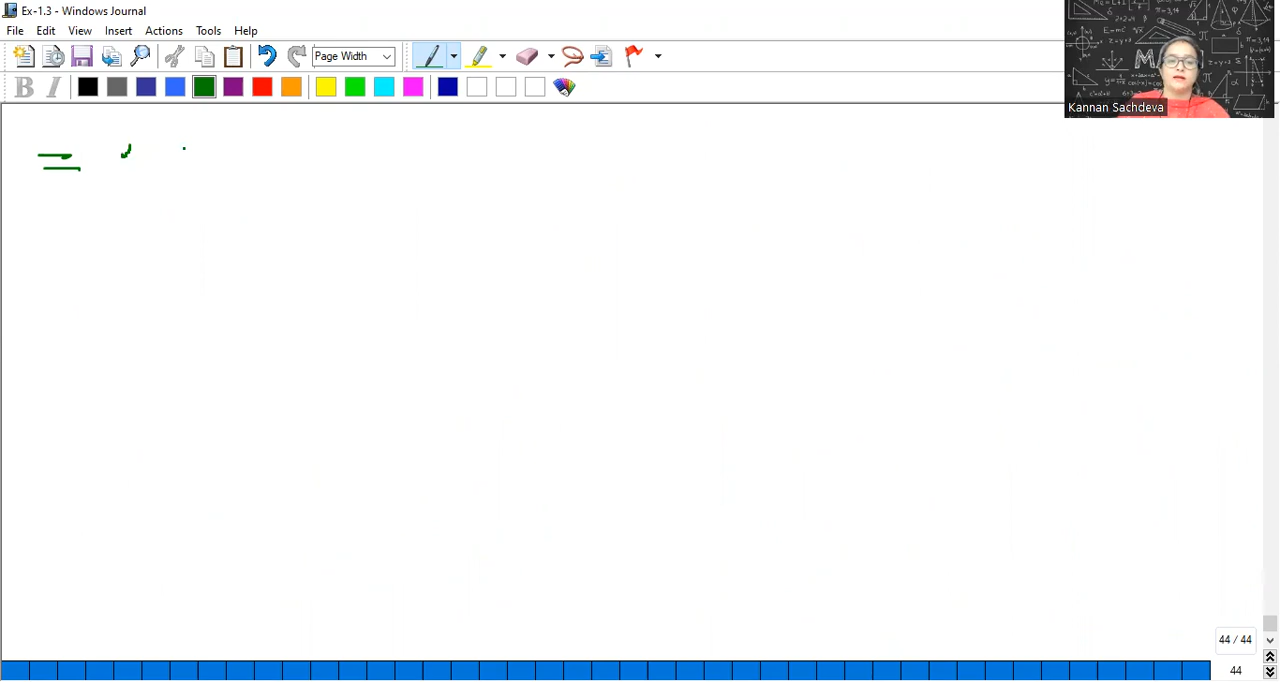 Ex-1.3 - Windows Journal
File Edit View Insert Actions Tools Help
Page Width
B I
Kannan Sachdeva
44 / 44
44